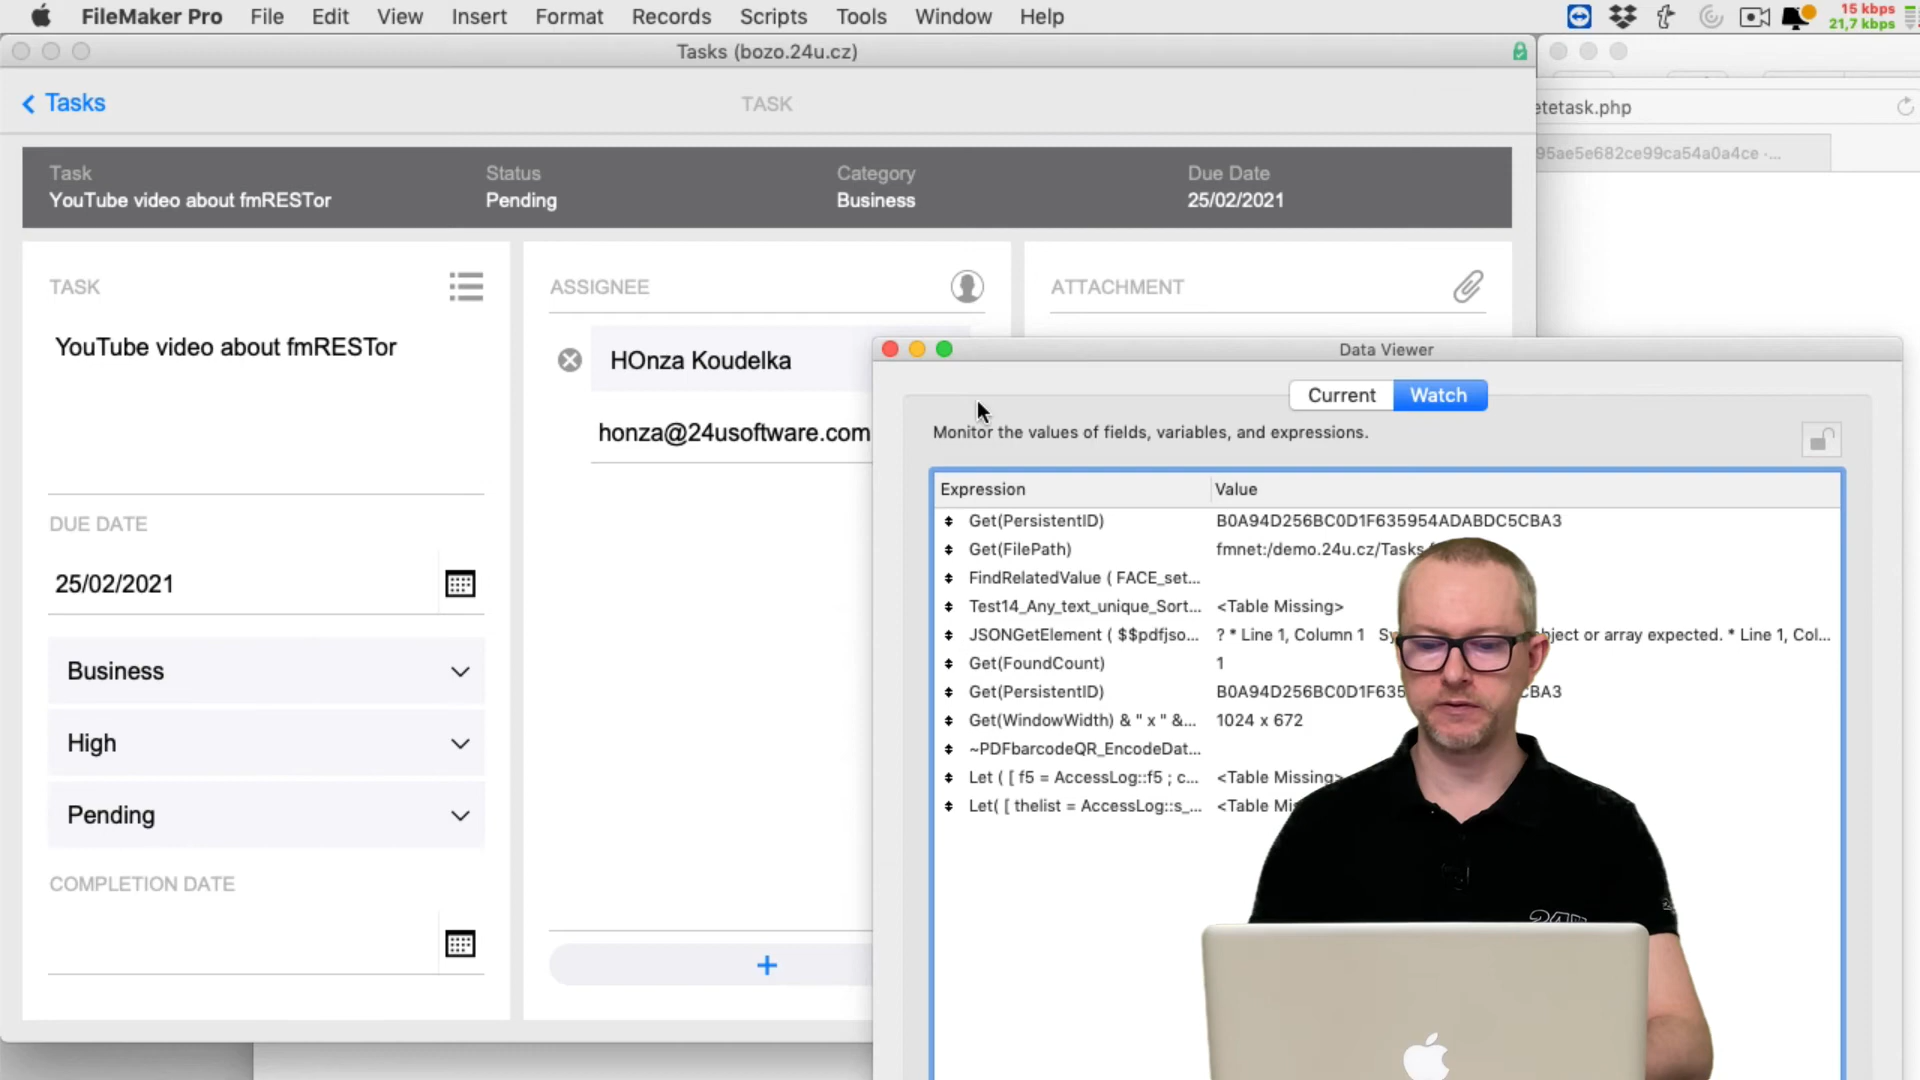 FileMaker Pro File Edit View Insert Format Records Scripts Tools Window Help
15 kbps
21,7 kbps
Tasks (bozo.24u.cz)
Tasks
TASK
etetask.php
95ae5e682ce99ca54a0a4ce -...
Task Status Category Due Date
YouTube video about fmRESTor Pending Business 25/02/2021
TASK
YouTube video about fmRESTor
DUE DATE
25/02/2021
Business
High
Pending
COMPLETION DATE
ASSIGNEE
HOnza Koudelka
honza@24usoftware.com
+
ATTACHMENT
Data Viewer
Current Watch
Monitor the values of fields, variables, and expressions.
Expression Value
Get(PersistentID) B0A94D256BC0D1F635954ADABDC5CBA3
Get(FilePath) fmnet:/demo.24u.cz/Tasks
FindRelatedValue ( FACE_set...
Test14_Any_text_unique_Sort... <Table Missing>
JSONGetElement ( $$pdfjso... ? * Line 1, Column 1 object or array expected. * Line 1, Col...
Get(FoundCount) 1
Get(PersistentID) B0A94D256BC0D1F635 CBA3
Get(WindowWidth) & " x " &... 1024 x 672
~PDFbarcodeQR_EncodeDat...
Let ( [ f5 = AccessLog::f5 ; c... <Table Missing>
Let( [ thelist = AccessLog::s_... <Table Mis